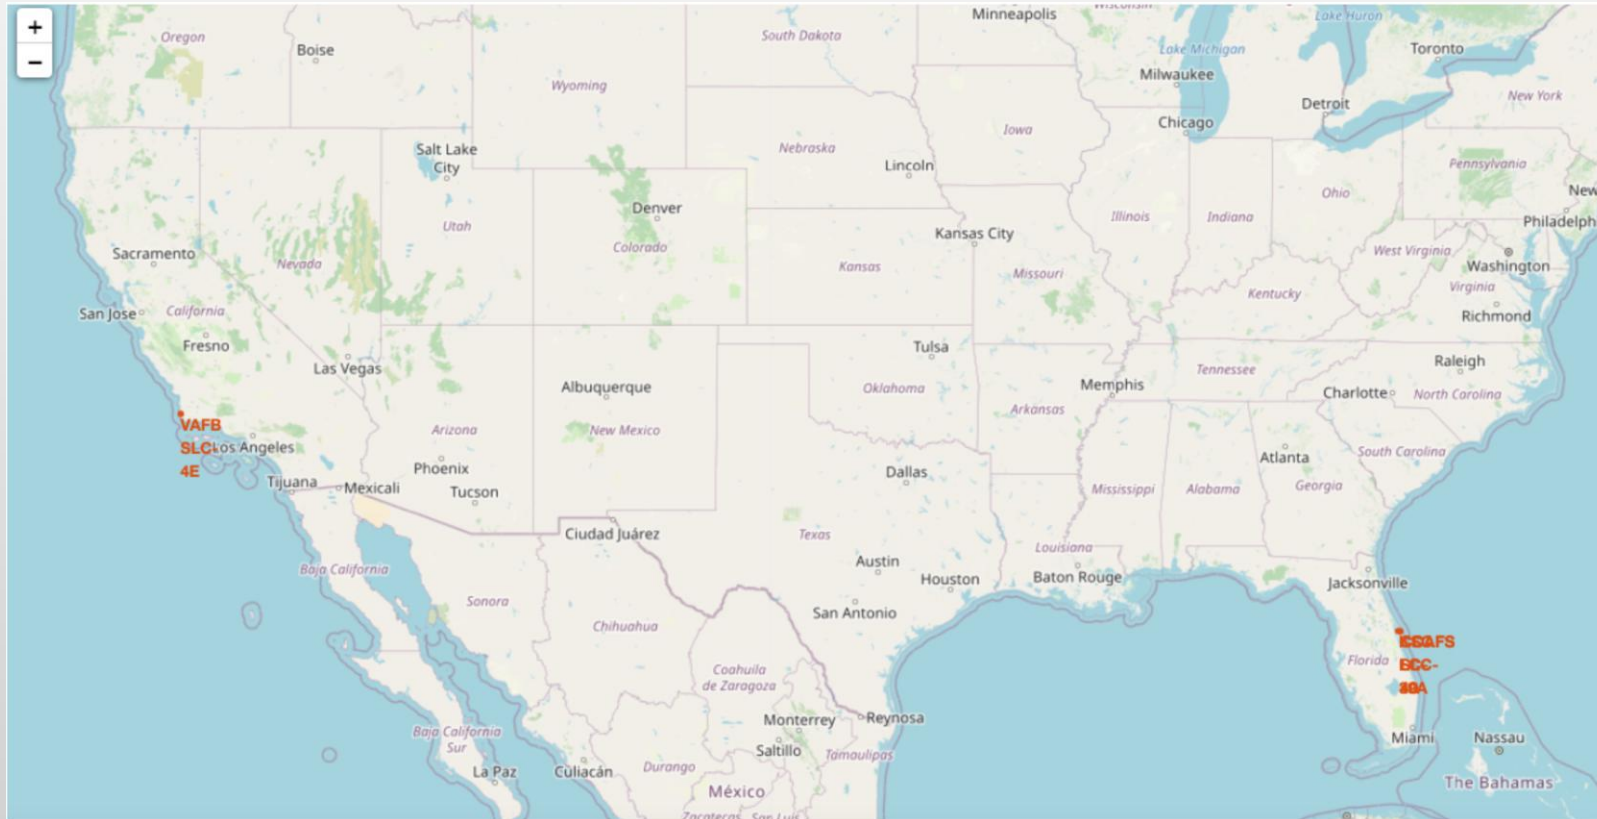 +
−
Minneapolis
Wisconsin
Lake Huron
Oregon
Boise
South Dakota
Lake Michigan
Toronto
Milwaukee
Wyoming
New York
Detroit
Chicago
Iowa
Salt Lake
City
Nebraska
Lincoln
Pennsylvania
Ohio
New
Denver
Utah
Illinois
Indiana
Philadelph
Kansas City
Colorado
Sacramento
West Virginia
Nevada
Kansas
Missouri
Washington
Virginia
Kentucky
San Jose
California
Richmond
Fresno
Tulsa
Raleigh
Las Vegas
Tennessee
Albuquerque
Oklahoma
Memphis
Charlotte
North Carolina
Arkansas
VAFB
SLC-
4E
Los Angeles
Arizona
New Mexico
South Carolina
Atlanta
Phoenix
Dallas
Tijuana
Mexicali
Tucson
Mississippi
Alabama
Georgia
Ciudad Juárez
Texas
Louisiana
Austin
Baja California
Houston
Baton Rouge
Jacksonville
Sonora
San Antonio
Chihuahua
Florida
Coahuila
de Zaragoza
Monterrey
Reynosa
Baja California
Sur
Saltillo
Tamaulipas
Miami
Nassau
La Paz
Culiacán
Durango
The Bahamas
México
Zacatecas
San Luis